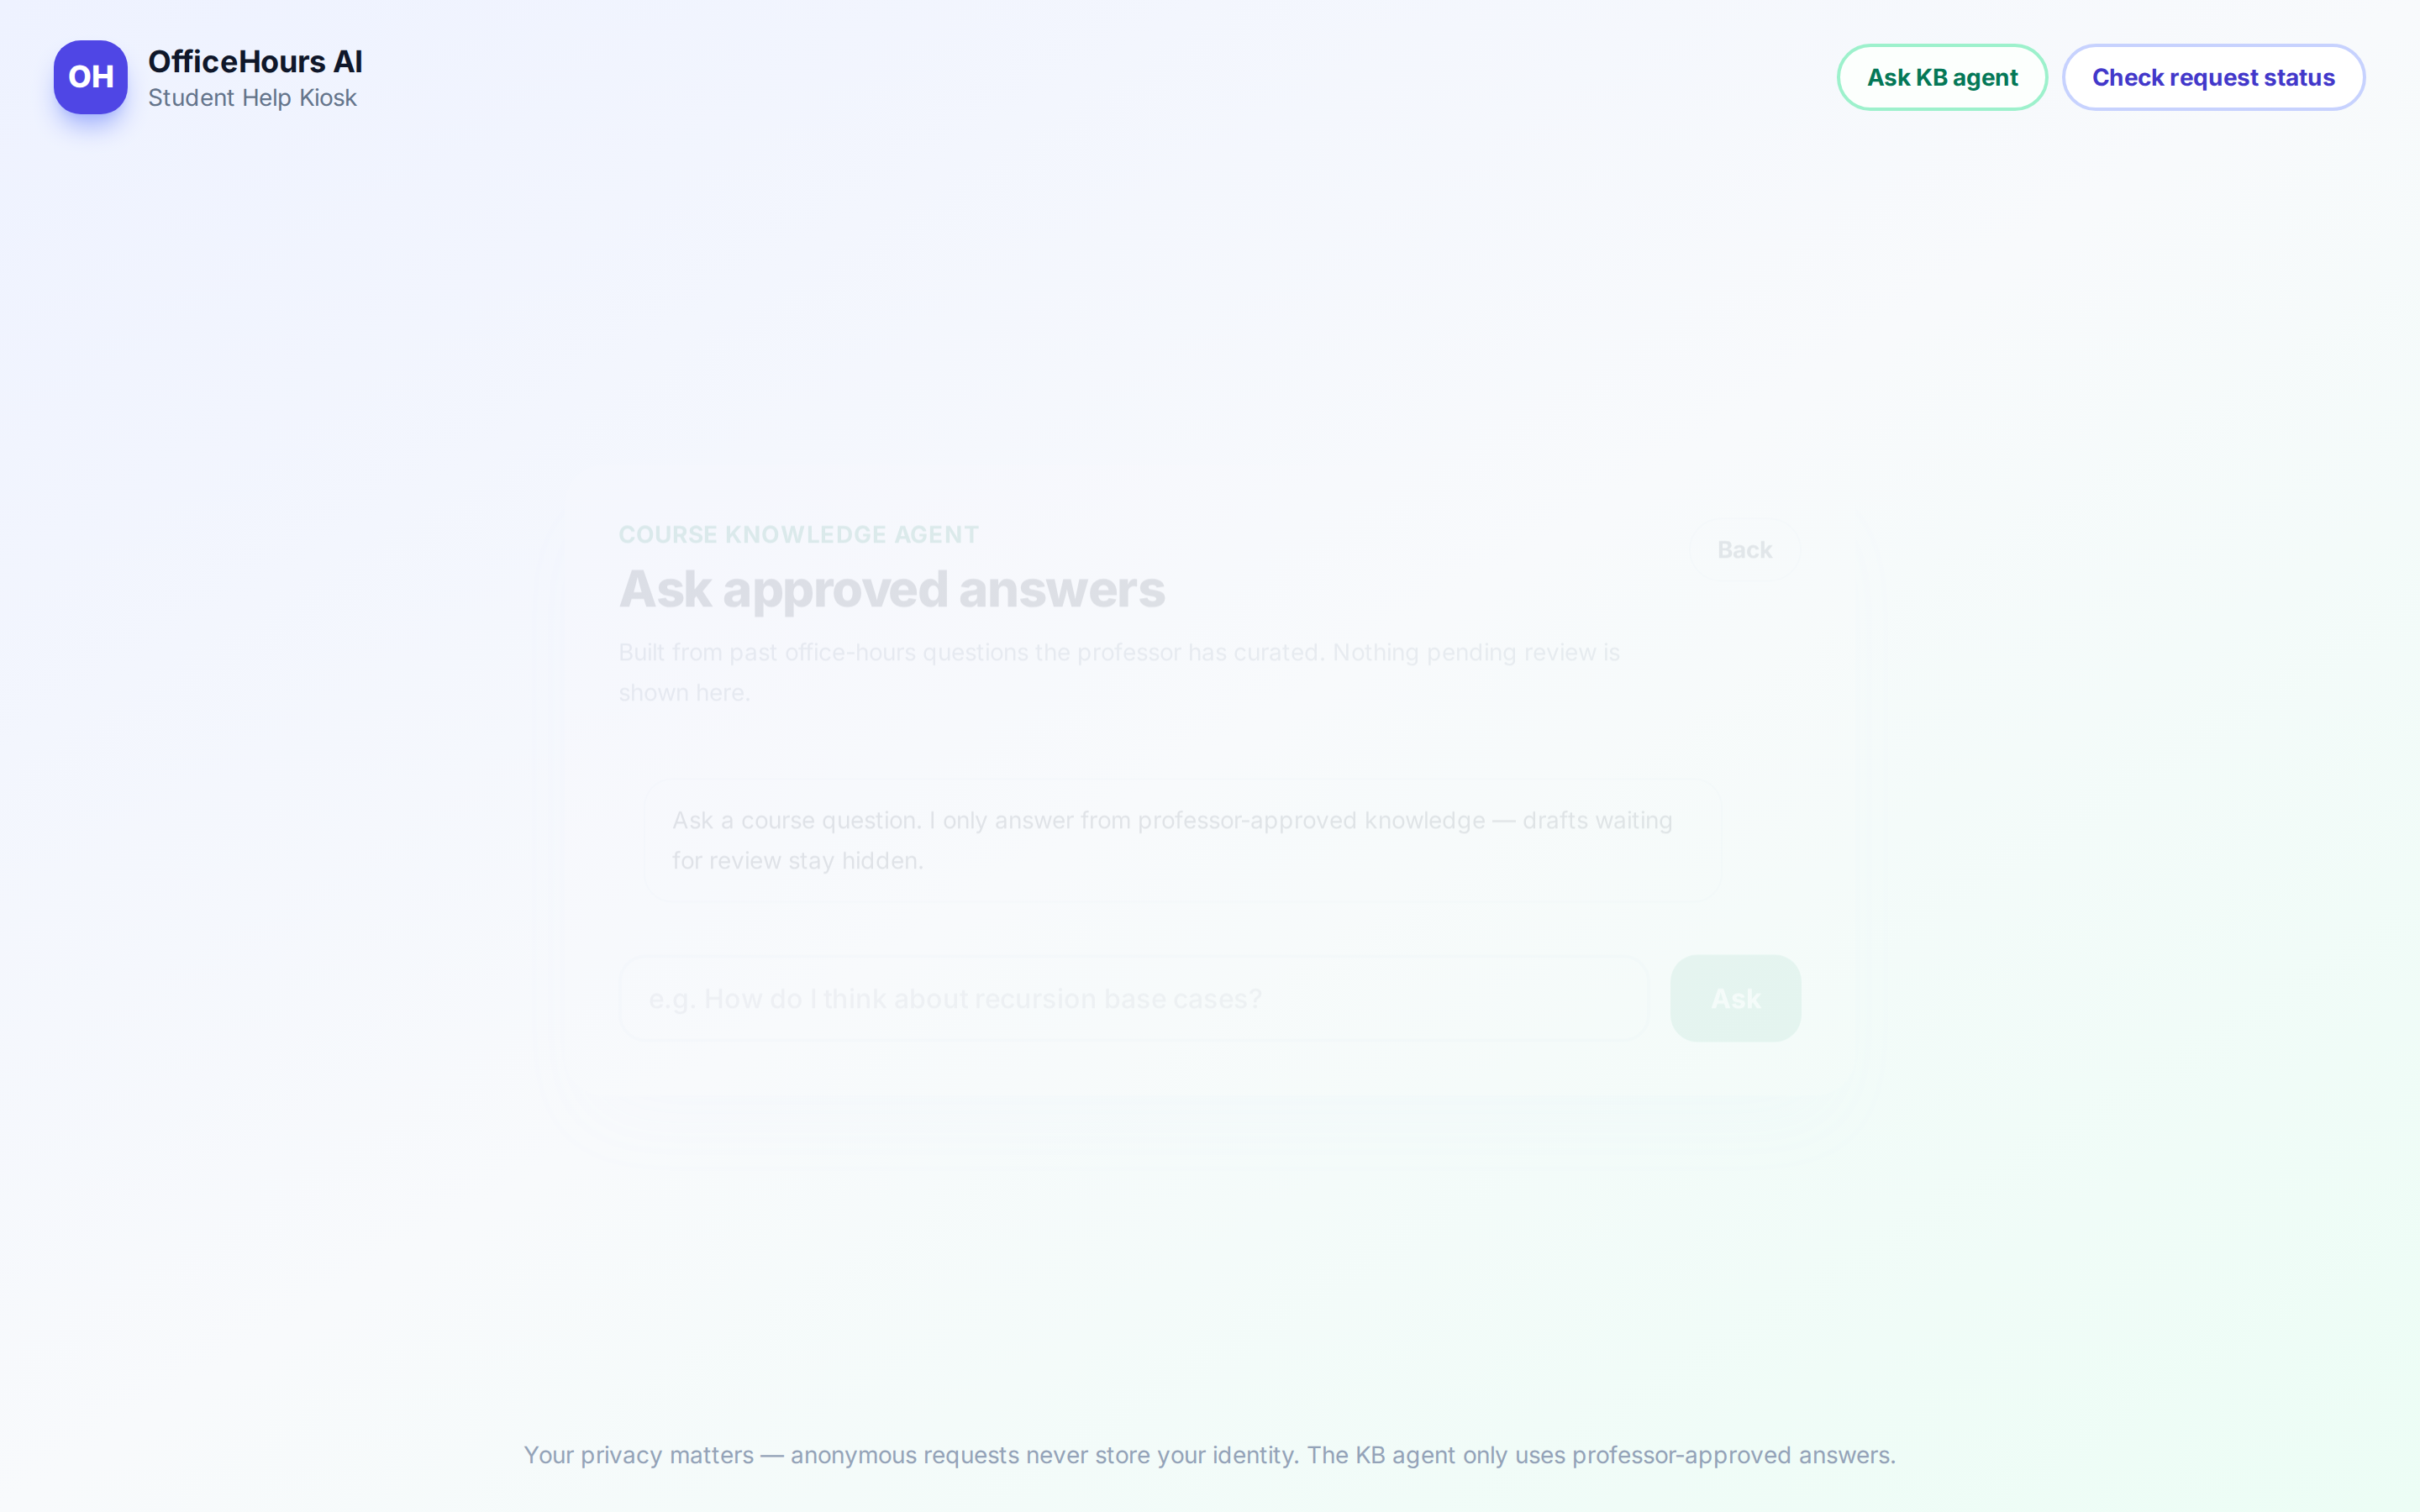 OH
OfficeHours AI
Student Help Kiosk
Ask KB agent
Check request status
COURSE KNOWLEDGE AGENT
Back
Ask approved answers
Built from past office-hours questions the professor has curated. Nothing pending review is
shown here.
Ask a course question. I only answer from professor-approved knowledge — drafts waiting
for review stay hidden.
e.g. How do I think about recursion base cases?
Ask
Your privacy matters — anonymous requests never store your identity. The KB agent only uses professor-approved answers.